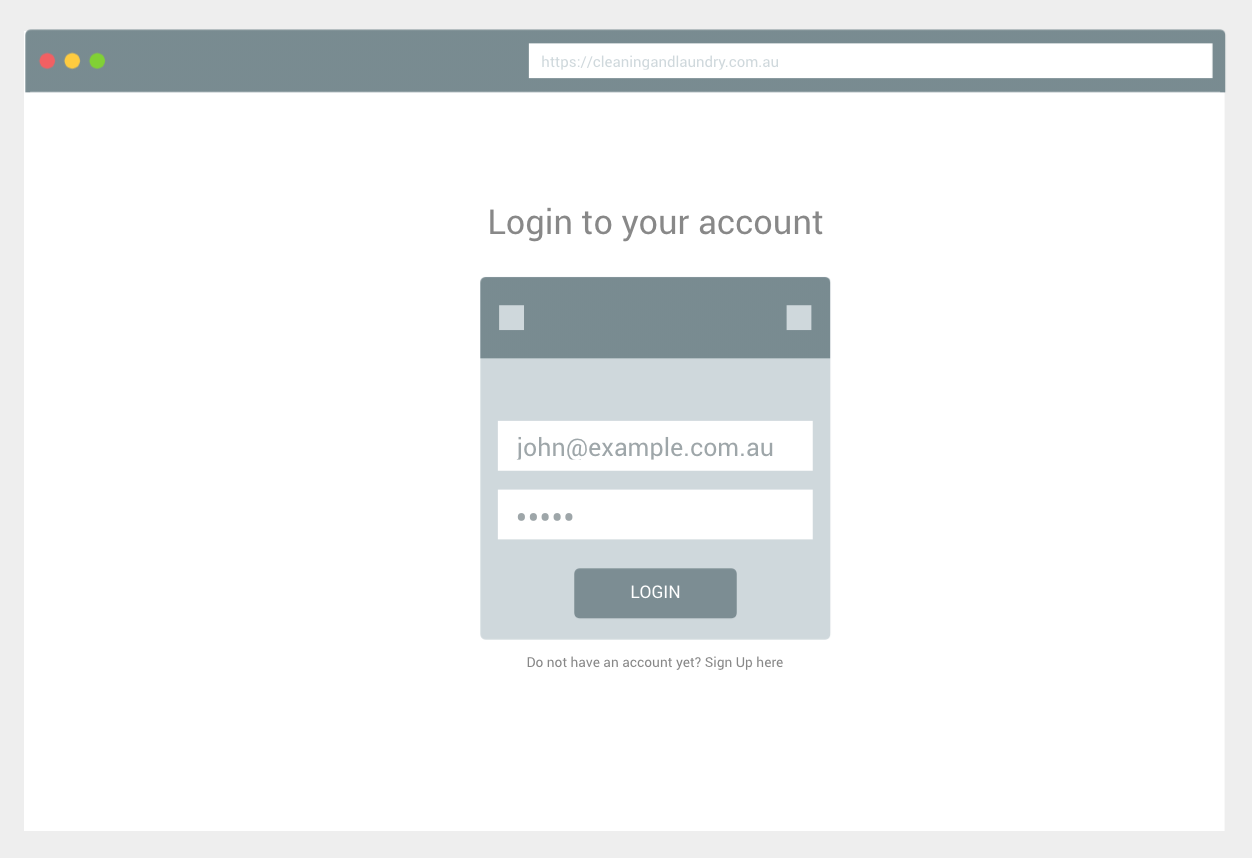 https://cleaningandlaundry.com.au
Login to your account
john@example.com.au
•••••
LOGIN
Do not have an account yet? Sign Up here